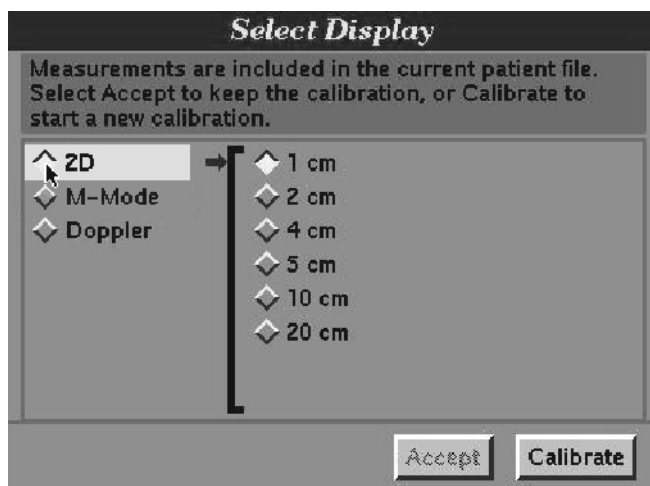 Select Display
Measurements are included in the current patient file.
Select Accept to keep the calibration, or Calibrate to
start a new calibration.
2D
M-Mode
Doppler
1 cm
2 cm
4 cm
5 cm
10 cm
20 cm
Accept
Calibrate